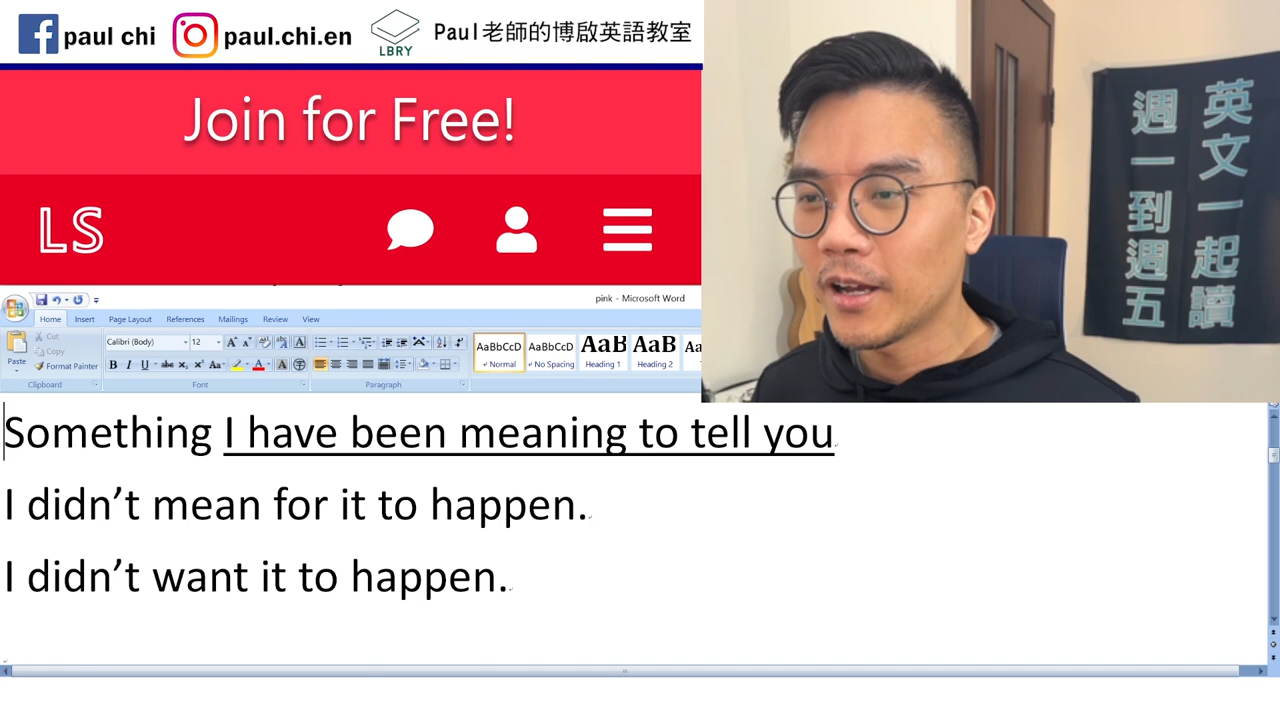 paul chi
paul.chi.en
LBRY
Paul老師的博啟英語教室
Join for Free!
LS
英文一起讀
週一到週五
pink - Microsoft Word
Home Insert Page Layout References Mailings Review View
Paste
Cut
Copy
Format Painter
Clipboard
Calibri (Body) 12
Font
Paragraph
AaBbCcD AaBbCcD AaB AaB Aa
Normal No Spacing Heading 1 Heading 2
Something I have been meaning to tell you
I didn’t mean for it to happen.
I didn’t want it to happen.